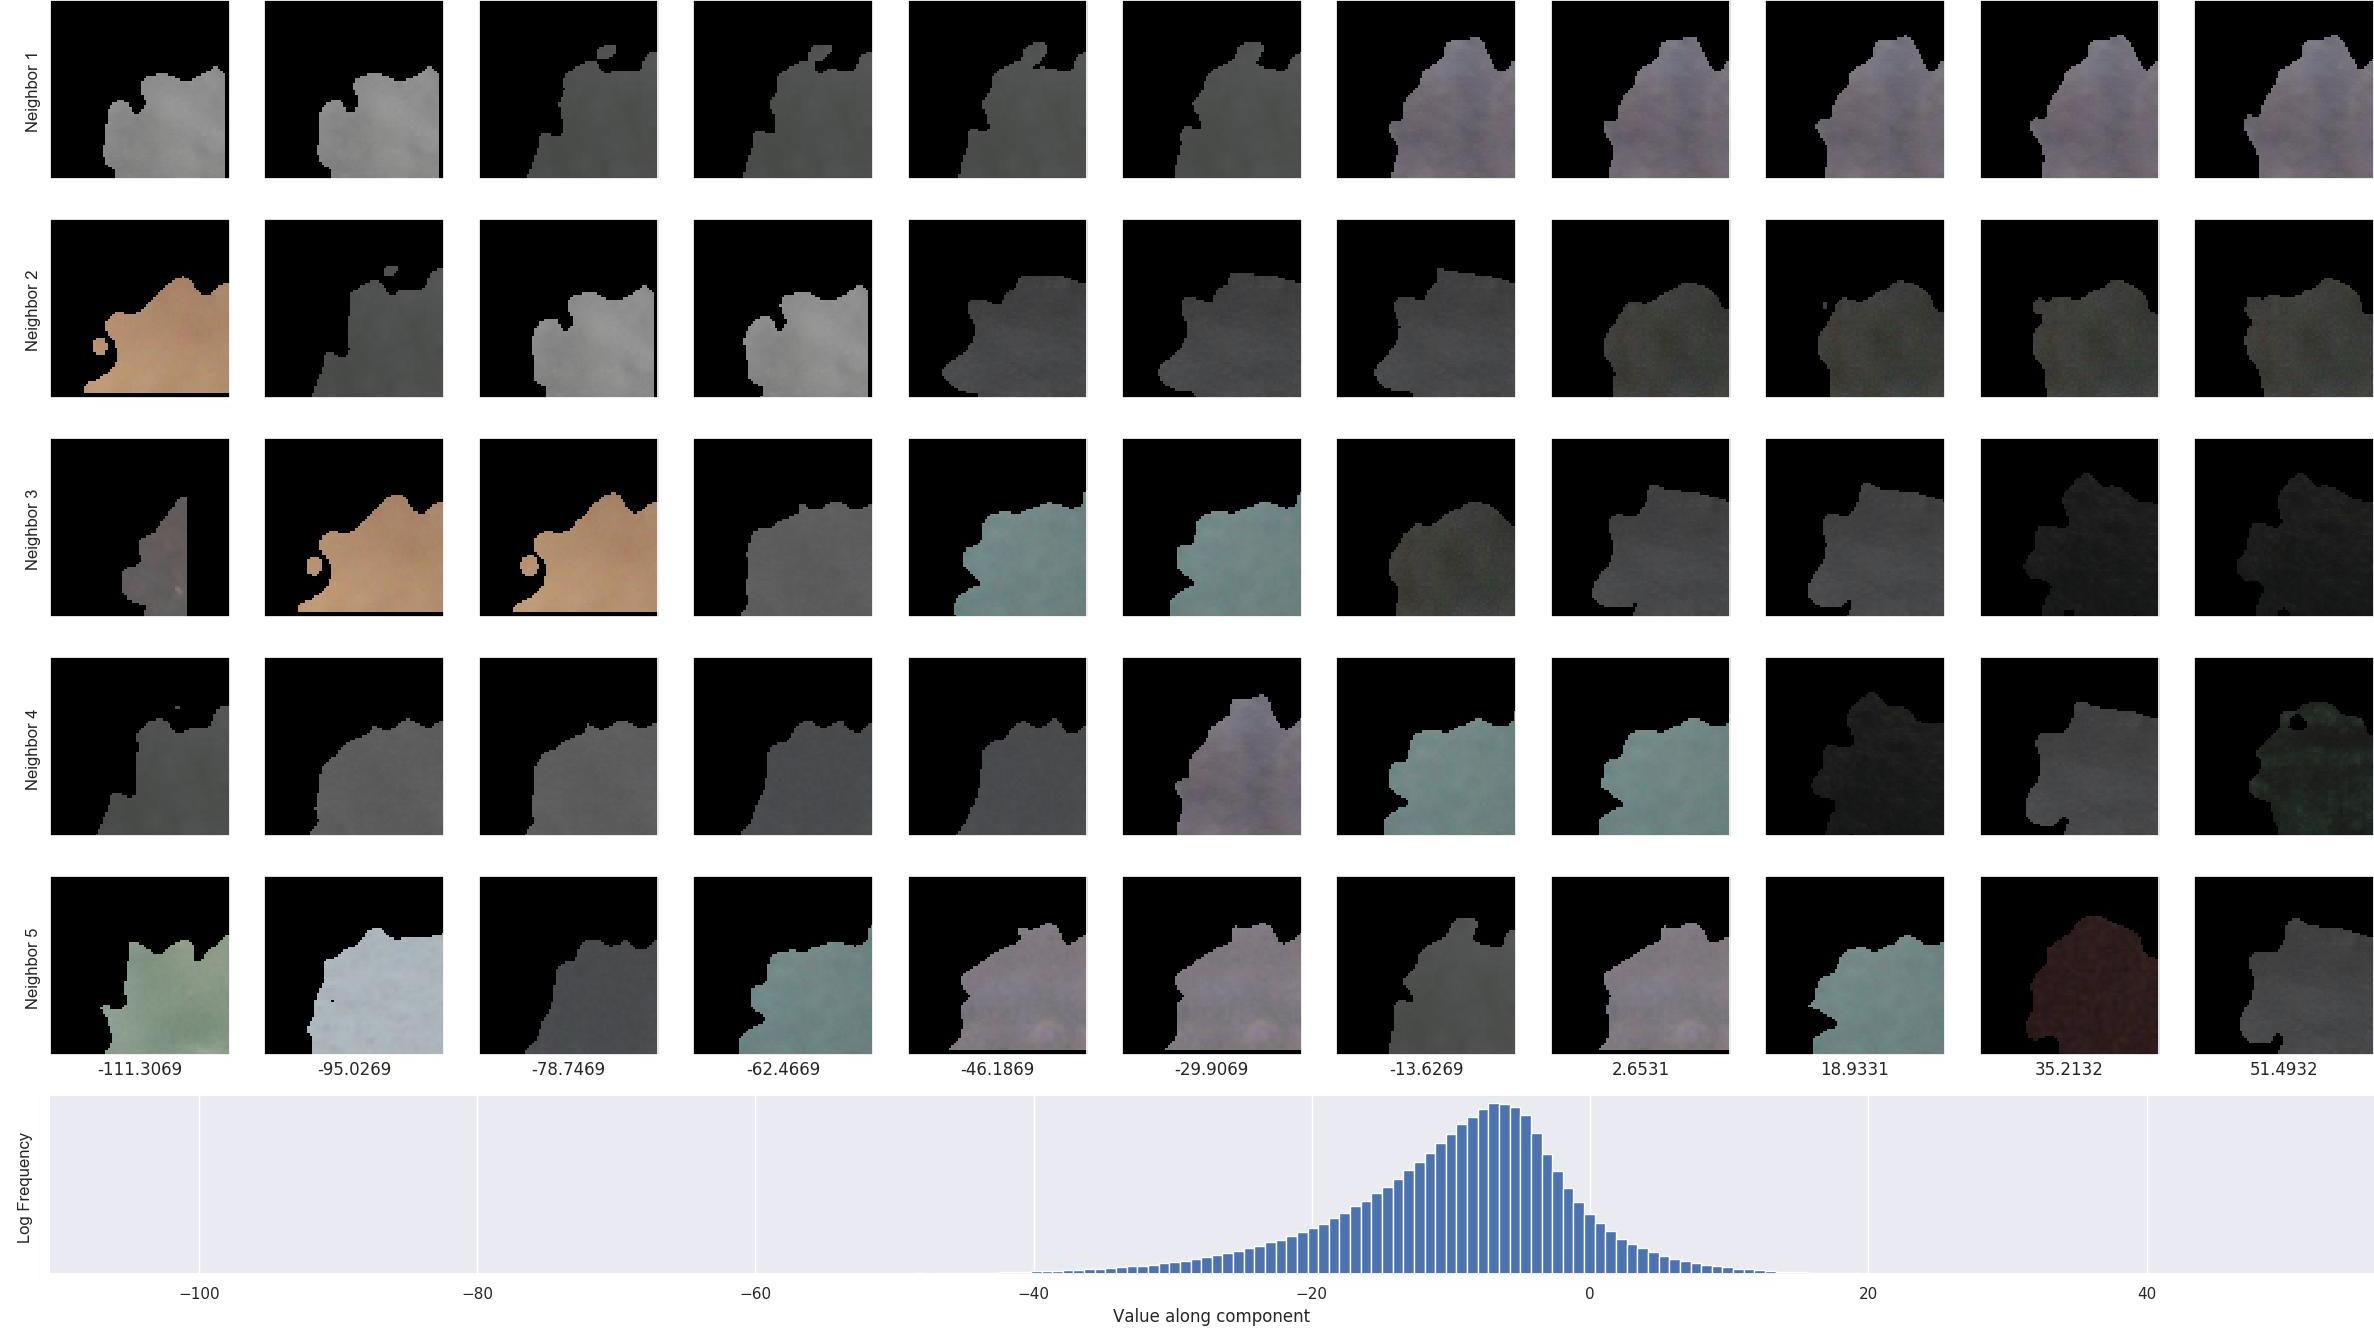 Neighbor 1
Neighbor 2
Neighbor 3
Neighbor 4
Neighbor 5
-111.3069 -95.0269 -78.7469 -62.4669 -46.1869 -29.9069 -13.6269 2.6531 18.9331 35.2132 51.4932
Log Frequency
−100 −80 −60 −40 −20 0 20 40
Value along component